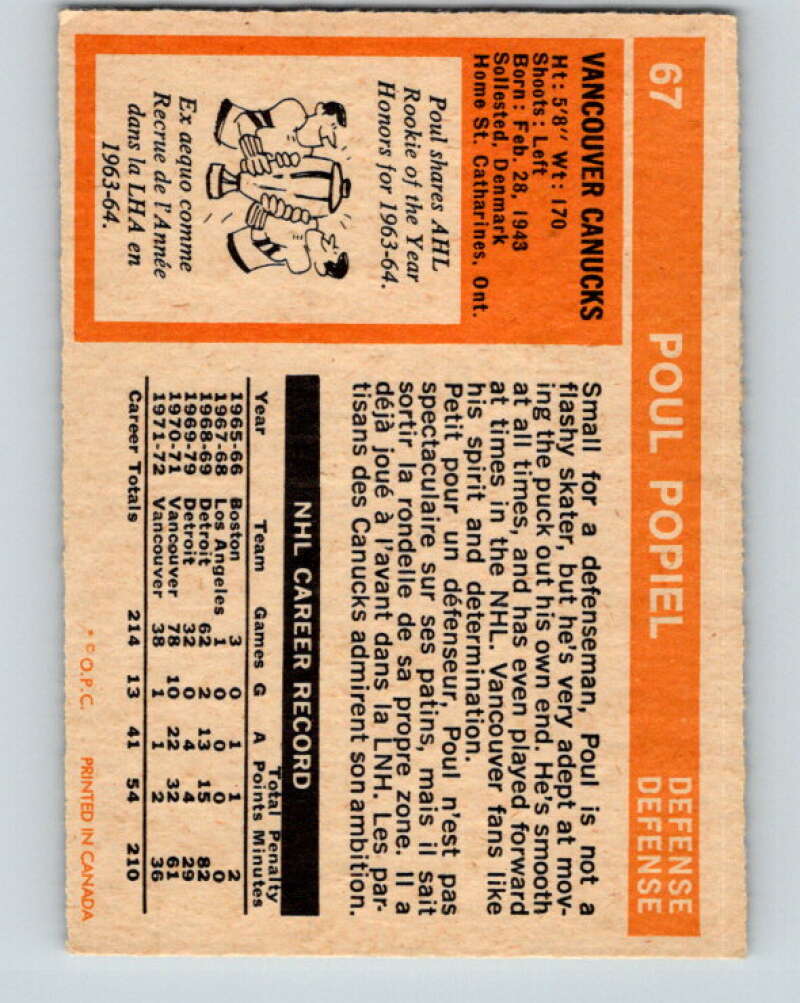 67 POUL POPIEL DEFENSE
DEFENSE
VANCOUVER CANUCKS
Ht: 5'8" Wt: 170
Shoots: Left
Born: Feb. 28, 1943
Sollested, Denmark
Home St. Catharines, Ont.
Poul shares AHL
Rookie of the Year
Honors for 1963-64.
Ex aequo comme
Recrue de l'Année
dans la LHA en
1963-64.
Small for a defenseman, Poul is not a
flashy skater, but he's very adept at mov-
ing the puck out his own end. He's smooth
at all times, and has even played forward
at times in the NHL. Vancouver fans like
his spirit and determination.
Petit pour un défenseur, Poul n'est pas
spectaculaire sur ses patins, mais il sait
sortir la rondelle de sa propre zone. Il a
déjà joué à l'avant dans la LNH. Les par-
tisans des Canucks admirent son ambition.
NHL CAREER RECORD
Total Penalty
Year Team Games G A Points Minutes
1965-66 Boston 3 0 1 1 2
1967-68 Los Angeles 1 0 0 0 0
1968-69 Detroit 62 2 13 15 82
1969-79 Detroit 32 0 4 4 29
1970-71 Vancouver 78 10 22 32 61
1971-72 Vancouver 38 1 1 2 36
Career Totals 214 13 41 54 210
* © O.P.C. PRINTED IN CANADA